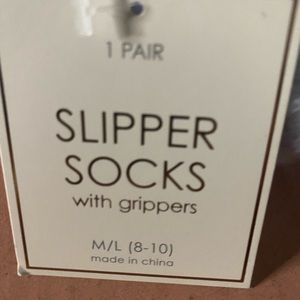 1 PAIR
SLIPPER
SOCKS
with grippers
M/L (8-10)
made in china